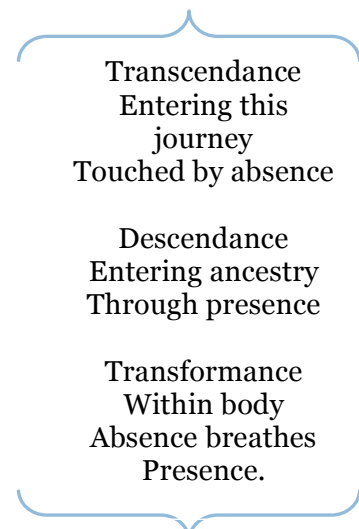 Transcendance
Entering this
journey
Touched by absence
Descendance
Entering ancestry
Through presence
Transformance
Within body
Absence breathes
Presence.